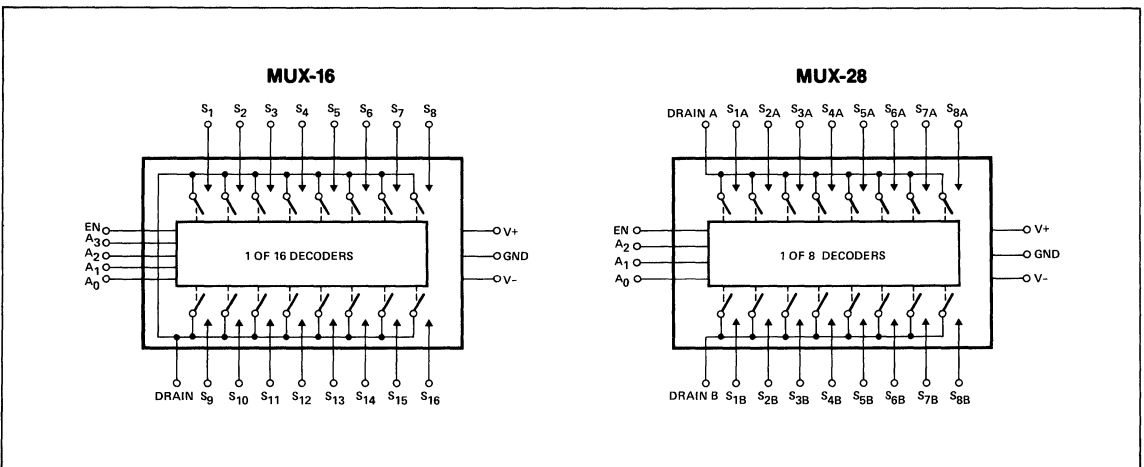 MUX-16
S1 S2 S3 S4 S5 S6 S7 S8
EN
A3
A2
A1
A0
1 OF 16 DECODERS
V+
GND
V-
DRAIN S9 S10 S11 S12 S13 S14 S15 S16
MUX-28
DRAIN A S1A S2A S3A S4A S5A S6A S7A S8A
EN
A2
A1
A0
1 OF 8 DECODERS
V+
GND
V-
DRAIN B S1B S2B S3B S4B S5B S6B S7B S8B